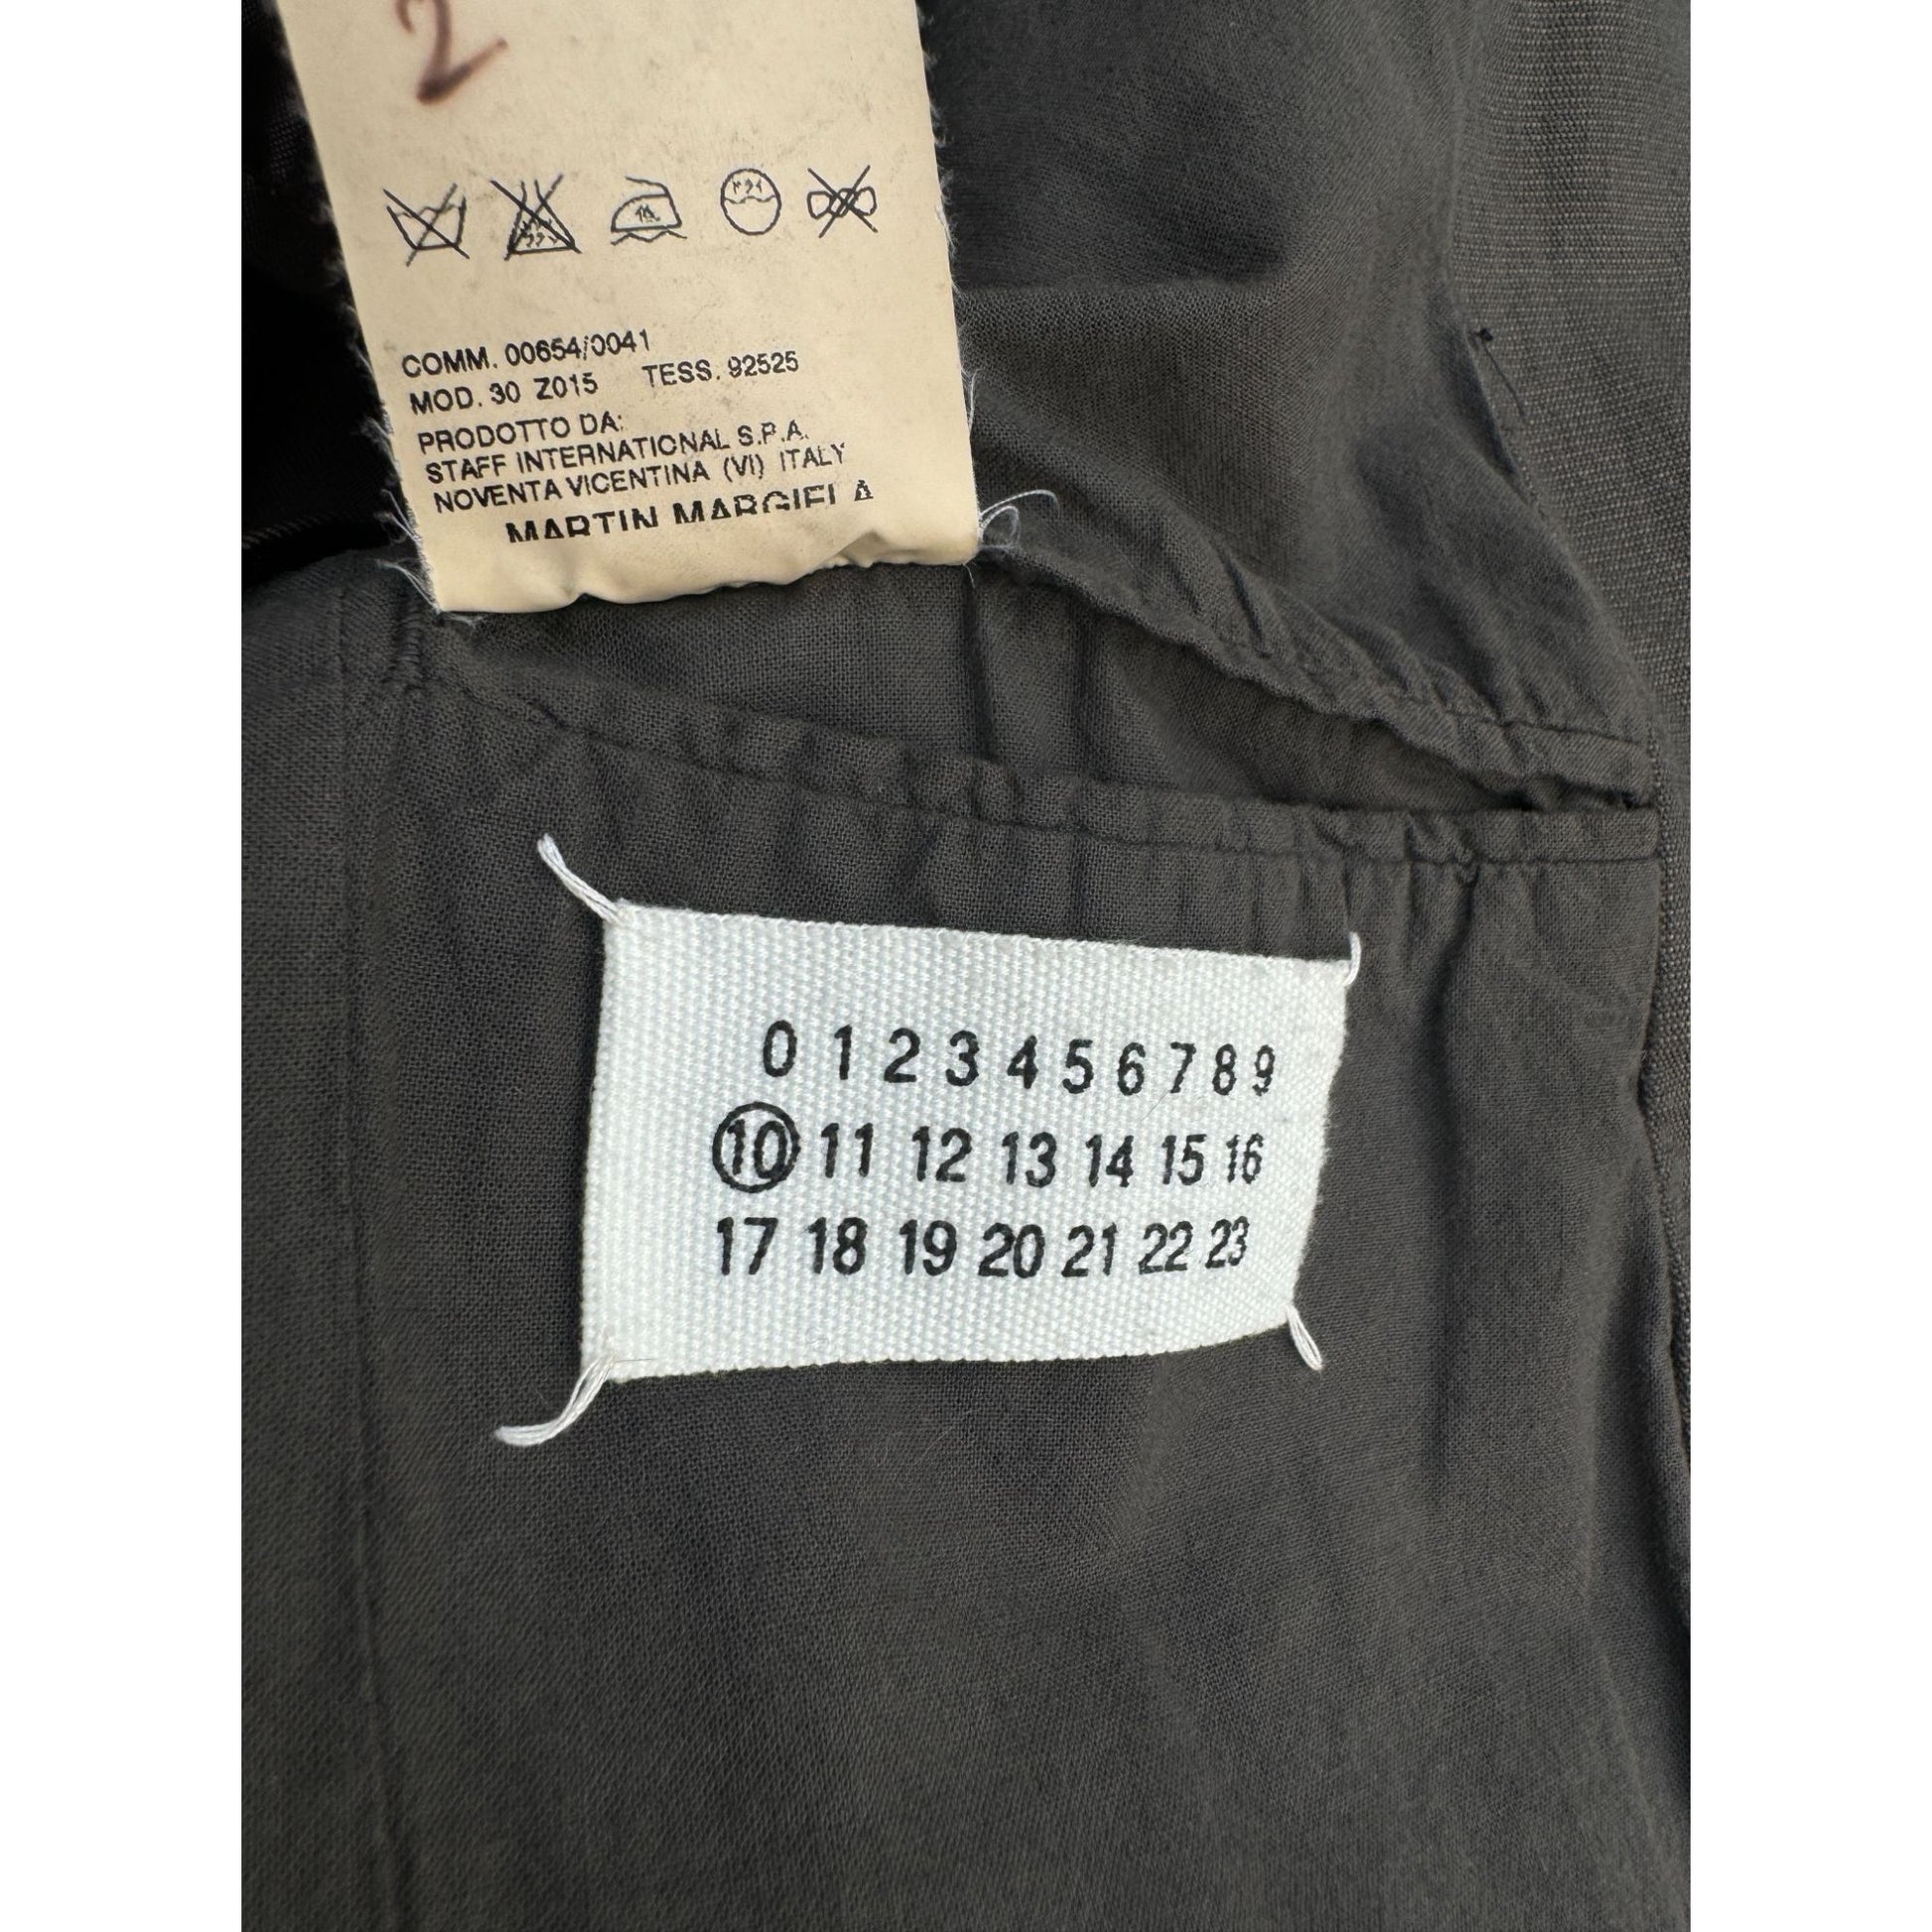 2
COMM. 00654/0041
MOD. 30 Z015 TESS. 92525
PRODOTTO DA:
STAFF INTERNATIONAL S.P.A.
NOVENTA VICENTINA (VI) ITALY
MARTIN MARGIELA
0 1 2 3 4 5 6 7 8 9
10 11 12 13 14 15 16
17 18 19 20 21 22 23